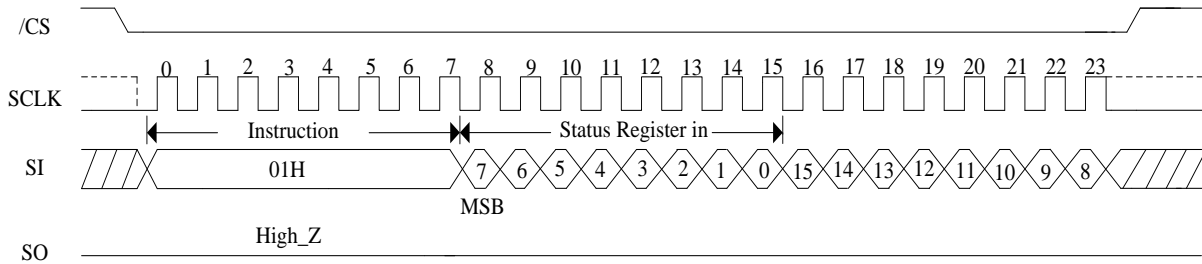 /CS
0 1 2 3 4 5 6 7 8 9 10 11 12 13 14 15 16 17 18 19 20 21 22 23
SCLK
Instruction Status Register in
SI 01H 7 6 5 4 3 2 1 0 15 14 13 12 11 10 9 8
MSB
High_Z
SO